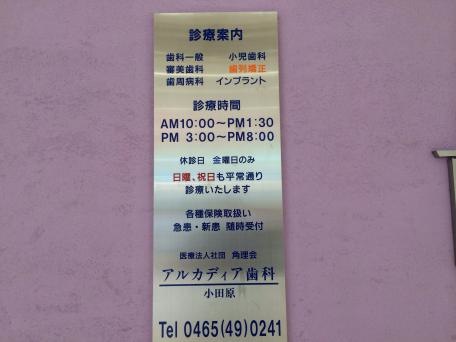 診療案内
歯科一般　小児歯科
審美歯科　歯列矯正
歯周病科　インプラント
診療時間
AM10:00〜PM1:30
PM 3:00〜PM8:00
休診日　金曜日のみ
日曜、祝日も平常通り
診療いたします
各種保険取扱い
急患・新患 随時受付
医療法人社団　角理会
アルカディア歯科
小田原
Tel 0465(49)0241